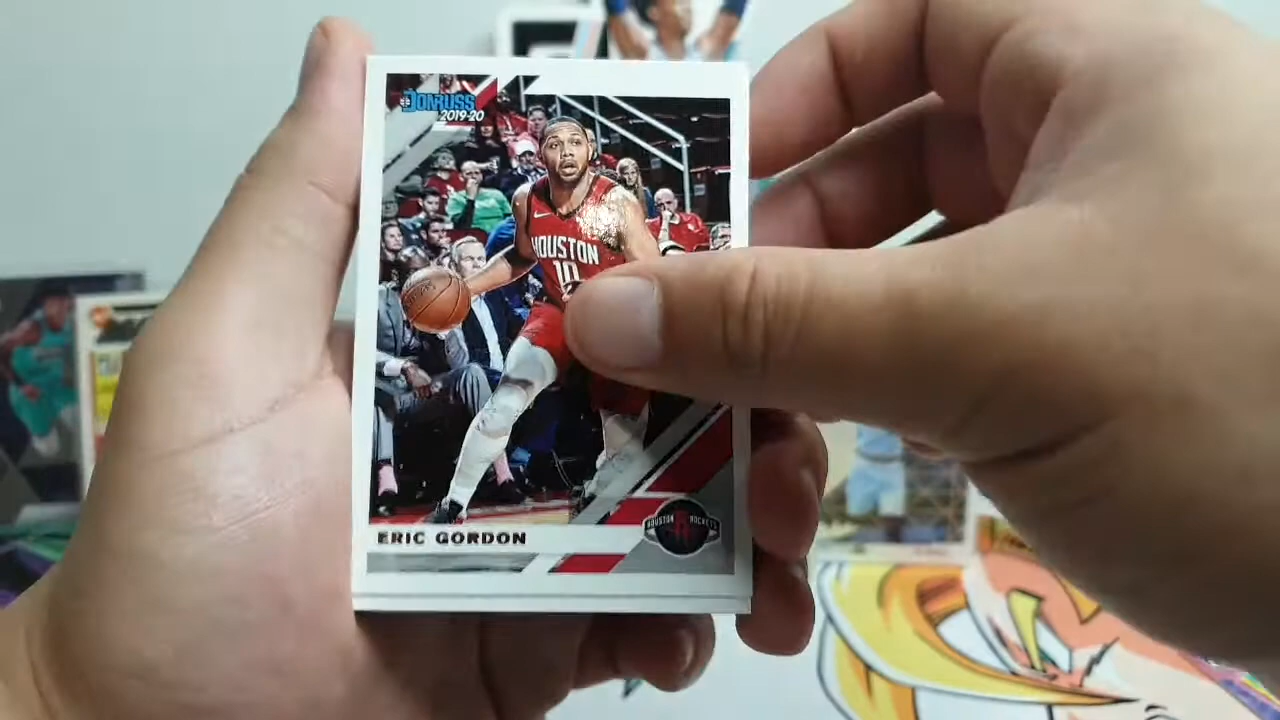 DONRUSS
2019-20
HOUSTON
10
ERIC GORDON
HOUSTON ROCKETS